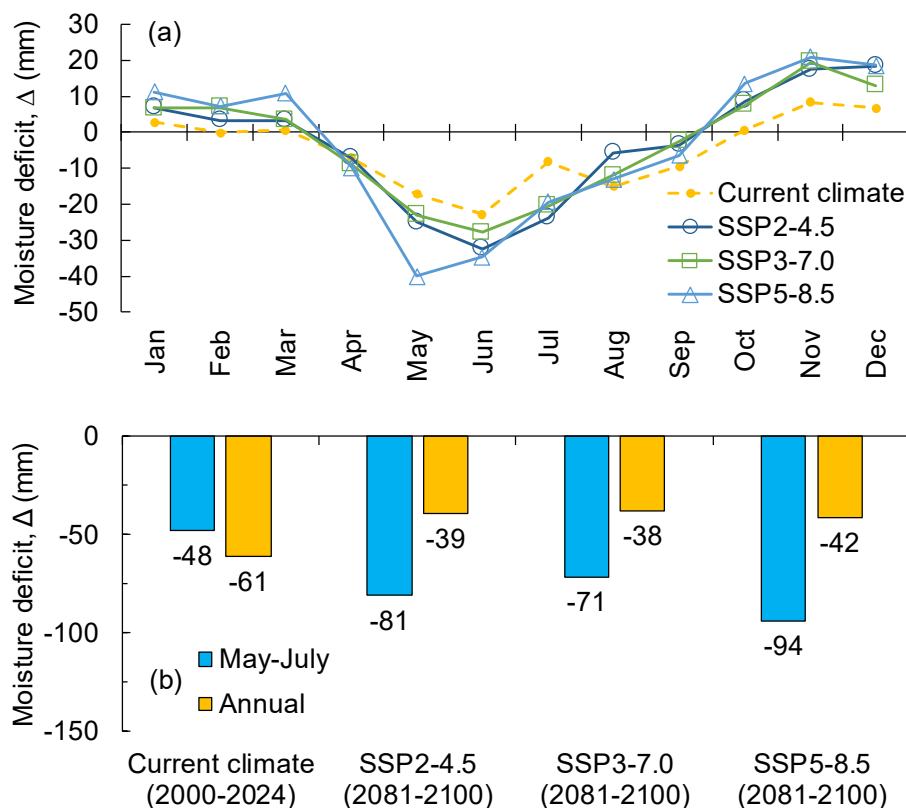 (a)
Moisture deficit, Δ (mm)
30
20
10
0
-10
-20
-30
-40
-50
Current climate
SSP2-4.5
SSP3-7.0
SSP5-8.5
Jan
Feb
Mar
Apr
May
Jun
Jul
Aug
Sep
Oct
Nov
Dec
Moisture deficit, Δ (mm)
0
-50
-100
-150
-48
-61
-81
-39
-71
-38
-94
-42
(b)
May-July
Annual
Current climate
(2000-2024)
SSP2-4.5
(2081-2100)
SSP3-7.0
(2081-2100)
SSP5-8.5
(2081-2100)